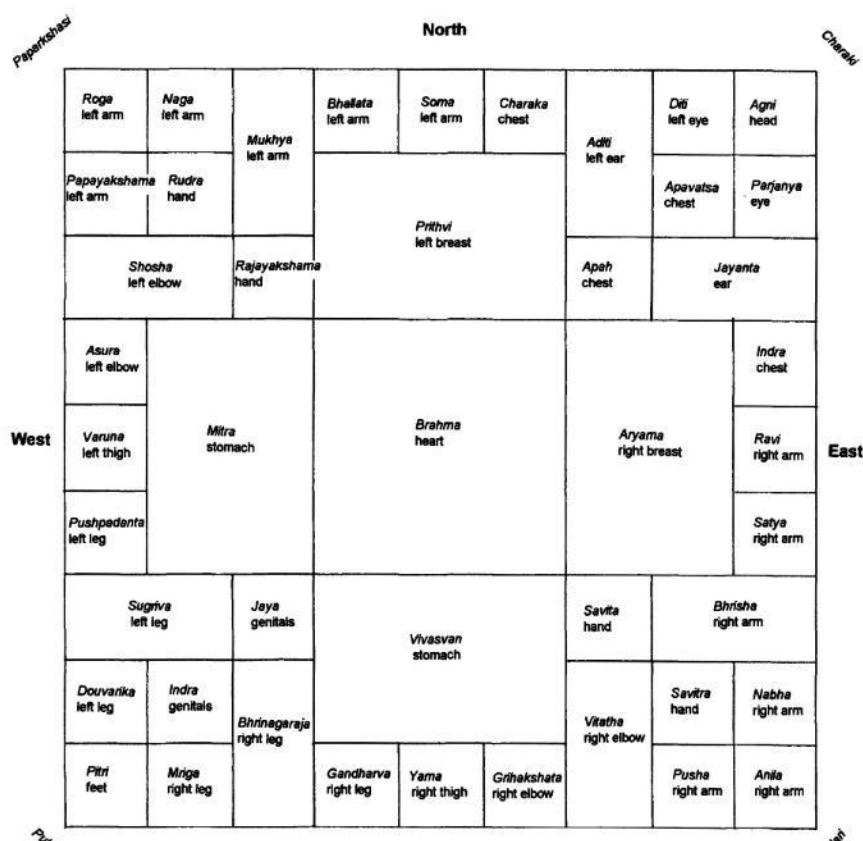 North
Paparkshasi
Charaki
Roga
left arm
Naga
left arm
Mukhya
left arm
Bhallata
left arm
Soma
left arm
Charaka
chest
Aditi
left ear
Diti
left eye
Agni
head
Papayakshama
left arm
Rudra
hand
Prithvi
left breast
Apavatsa
chest
Parjanya
eye
Shosha
left elbow
Rajayakshama
hand
Apah
chest
Jayanta
ear
Asura
left elbow
Indra
chest
West
Varuna
left thigh
Mitra
stomach
Brahma
heart
Aryama
right breast
Ravi
right arm
East
Pushpadanta
left leg
Satya
right arm
Sugriva
left leg
Jaya
genitals
Vivasvan
stomach
Savita
hand
Bhrisha
right arm
Douvarika
left leg
Indra
genitals
Bhrinagaraja
right leg
Vitatha
right elbow
Savitra
hand
Nabha
right arm
Pitri
feet
Mriga
right leg
Gandharva
right leg
Yama
right thigh
Grihakshata
right elbow
Pusha
right arm
Anila
right arm